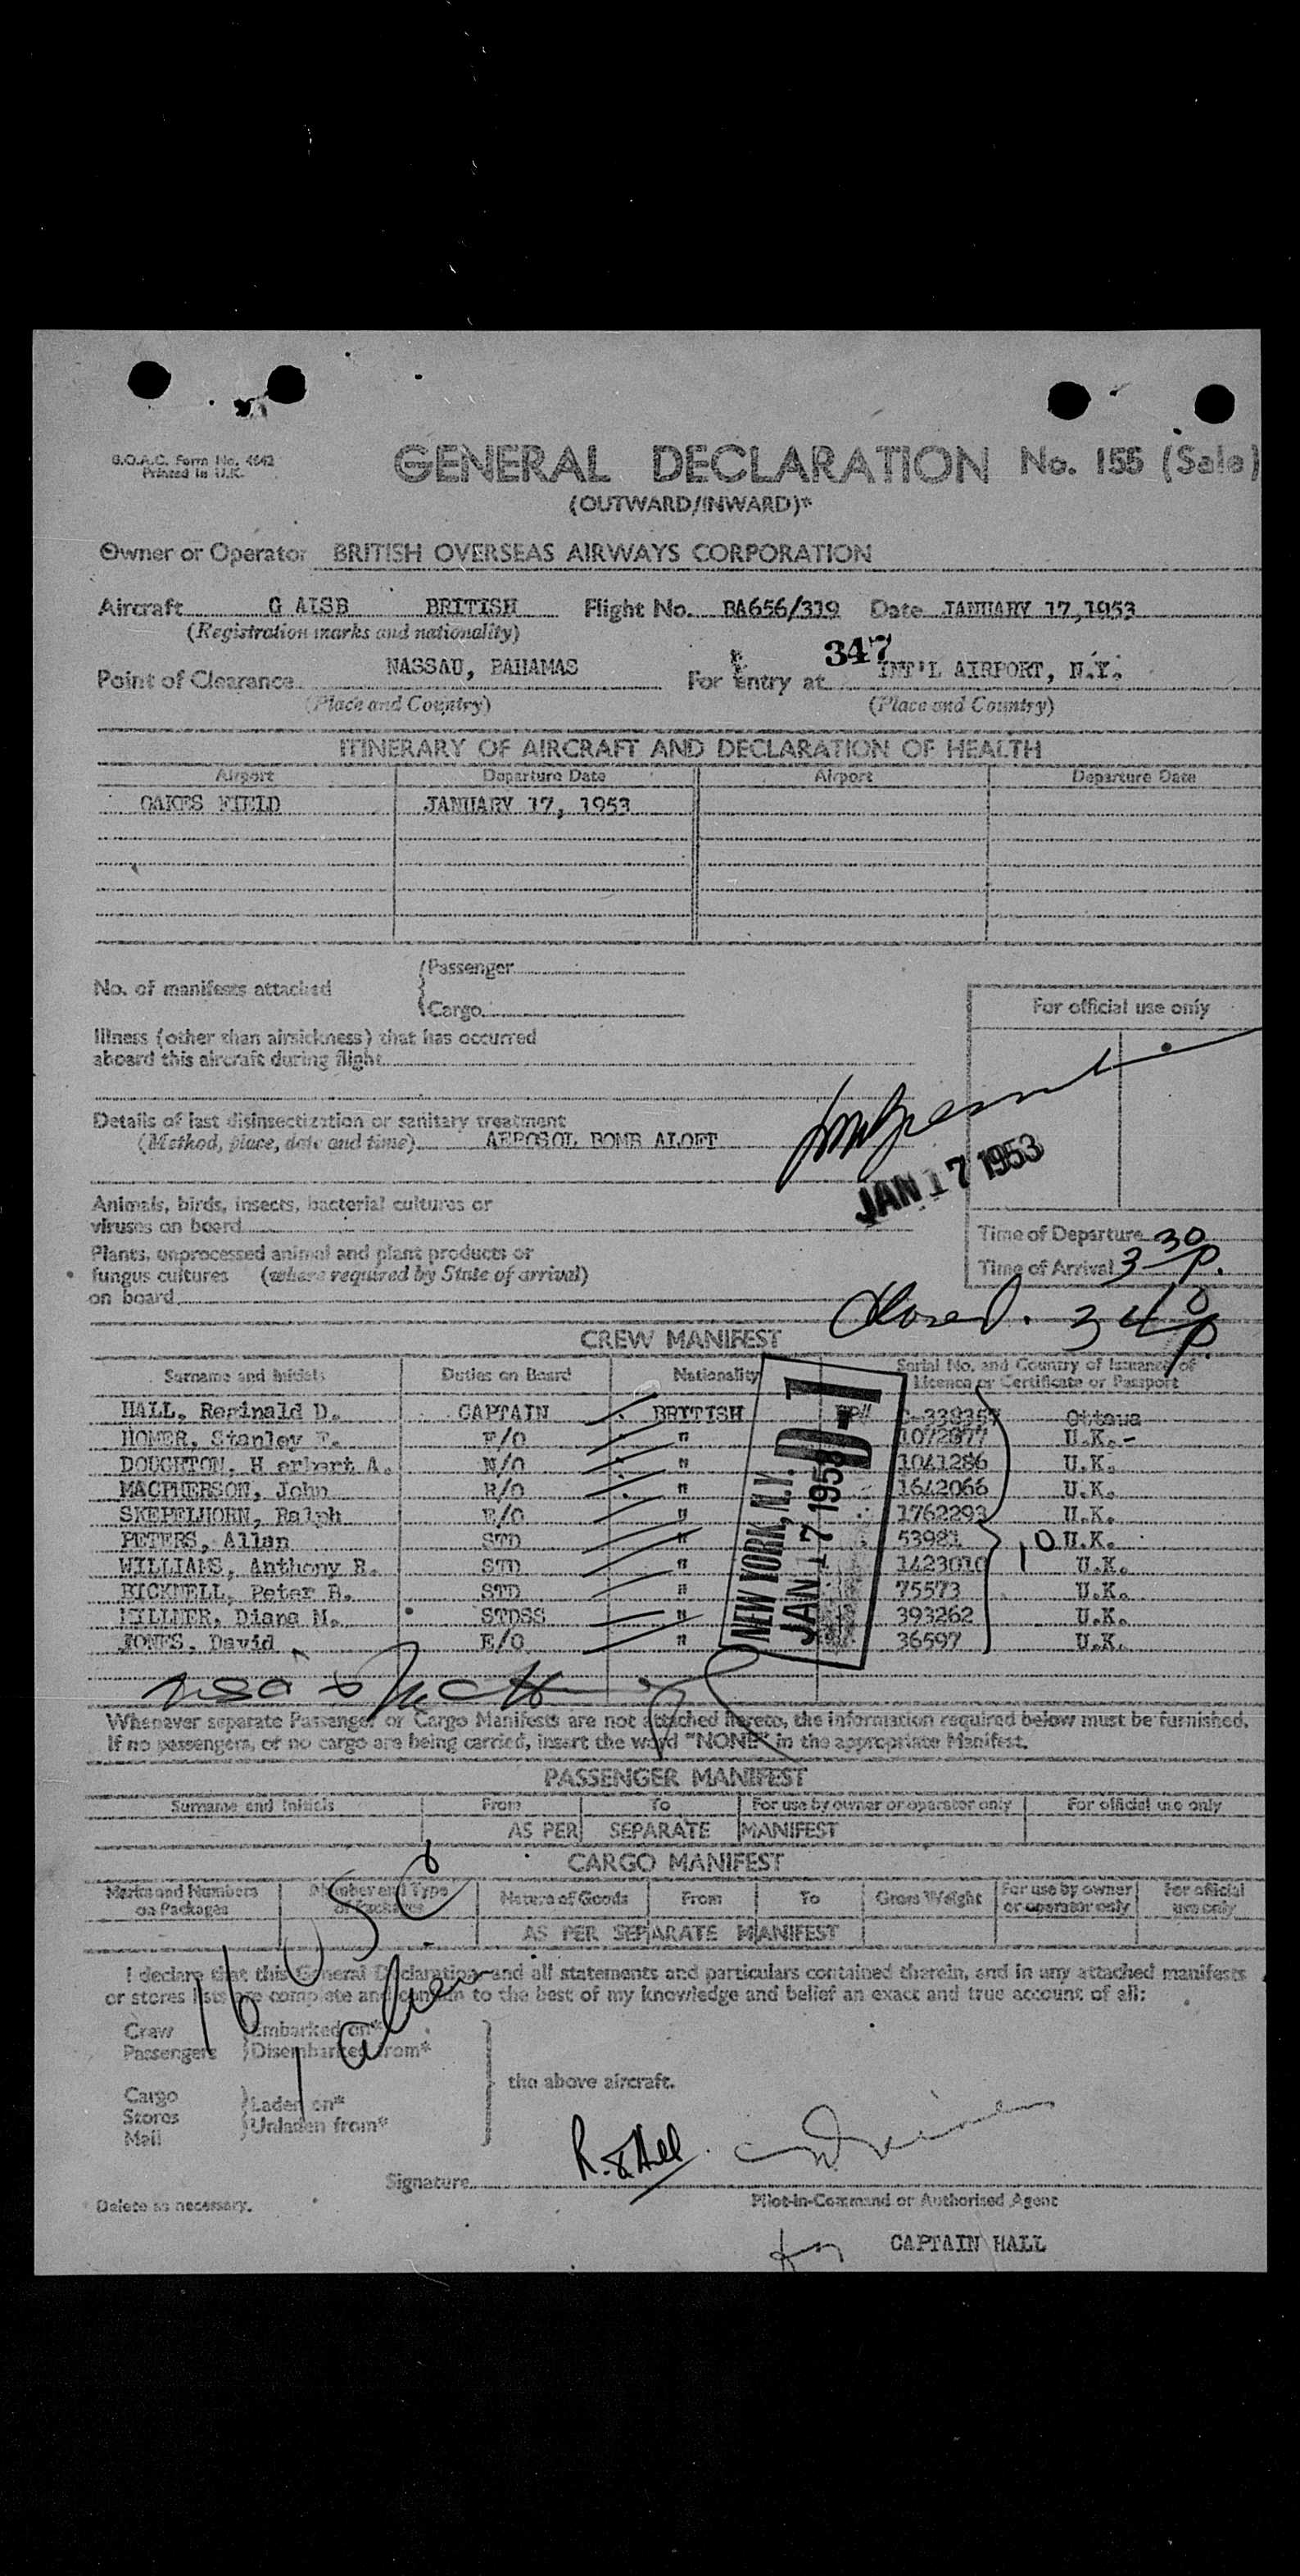 B.O.A.C. Form No. 4642
Printed in U.K.
GENERAL DECLARATION No. 155 (Sale)
(OUTWARD/INWARD)*
Owner or Operator BRITISH OVERSEAS AIRWAYS CORPORATION
Aircraft G ALSB BRITISH Flight No. BA656/319 Date JANUARY 17,1953
(Registration marks and nationality)
347
Point of Clearance NASSAU, BAHAMAS For entry at INT'L AIRPORT, N.Y.
(Place and Country) (Place and Country)
ITINERARY OF AIRCRAFT AND DECLARATION OF HEALTH
Airport Departure Date Airport Departure Date
OAKES FIELD JANUARY 17, 1953
No. of manifests attached {Passenger
{Cargo
For official use only
Illness (other than airsickness) that has occurred
aboard this aircraft during flight
Details of last disinsectization or sanitary treatment
(Method, place, date and time) AEROSOL BOMB ALOFT
JAN 17 1953
Animals, birds, insects, bacterial cultures or
viruses on board
Plants, unprocessed animal and plant products or
fungus cultures (where required by State of arrival)
on board
Time of Departure
Time of Arrival 3 30 P.
Closed. 3 40 P.
CREW MANIFEST
Surname and Initials Duties on Board Nationality Serial No. and Country of Issuance of
Licence or Certificate or Passport
HALL, Reginald D. CAPTAIN BRITISH PP# C-338357 Ottawa
HOMER, Stanley F. F/O " 1072877 U.K.-
DOUGHTON, H erbert A. N/O " 1041286 U.K.
MACPHERSON, John R/O " 1642066 U.K.
SKEPELHORN, Ralph E/O " 1762293 U.K.
PETERS, Allan STD " 53981 10 U.K.
WILLIAMS, Anthony R. STD " 1423010 U.K.
BICKNELL, Peter B. STD " 75573 U.K.
MILLNER, Diana M. STDSS " 393262 U.K.
JONES, David E/O " 36597 U.K.
NEW YORK, N.Y.
JAN 17 1953
D-1
Whenever separate Passenger or Cargo Manifests are not attached hereto, the information required below must be furnished.
If no passengers, or no cargo are being carried, insert the word "NONE" in the appropriate Manifest.
PASSENGER MANIFEST
Surname and Initials From To For use by owner or operator only For official use only
AS PER SEPARATE MANIFEST
CARGO MANIFEST
Marks and Numbers on Packages Number and Type of Packages Nature of Goods From To Gross Weight For use by owner or operator only For official use only
AS PER SEPARATE MANIFEST
16 USC
1 alien
I declare that this General Declaration and all statements and particulars contained therein, and in any attached manifests
or stores lists are complete and contain to the best of my knowledge and belief an exact and true account of all:
Crew } Embarked on*
Passengers } Disembarked from*
the above aircraft.
Cargo } Laden on*
Stores } Unladen from*
Mail
Signature
Delete as necessary.
Pilot-in-Command or Authorised Agent
for CAPTAIN HALL